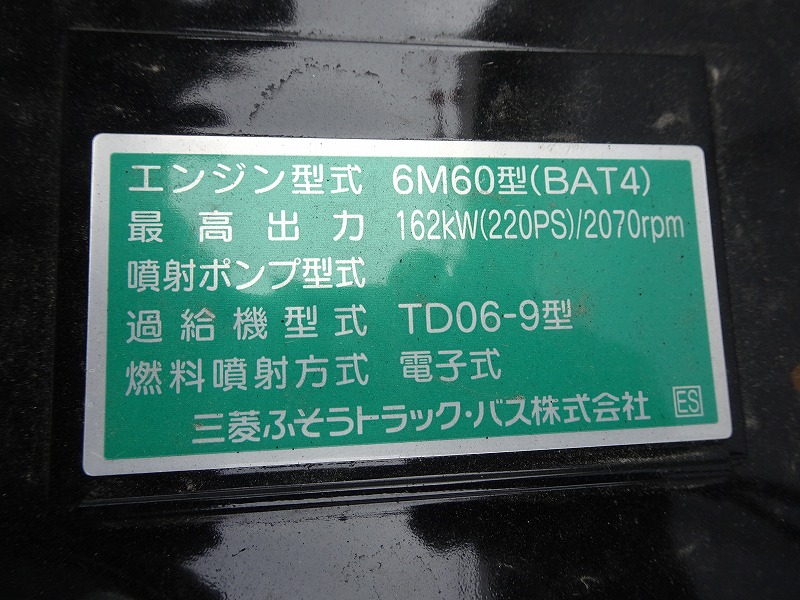 エンジン型式 6M60型(BAT4)
最高出力 162kW(220PS)/2070rpm
噴射ポンプ型式
過給機型式 TD06-9型
燃料噴射方式 電子式
三菱ふそうトラック・バス株式会社 ES